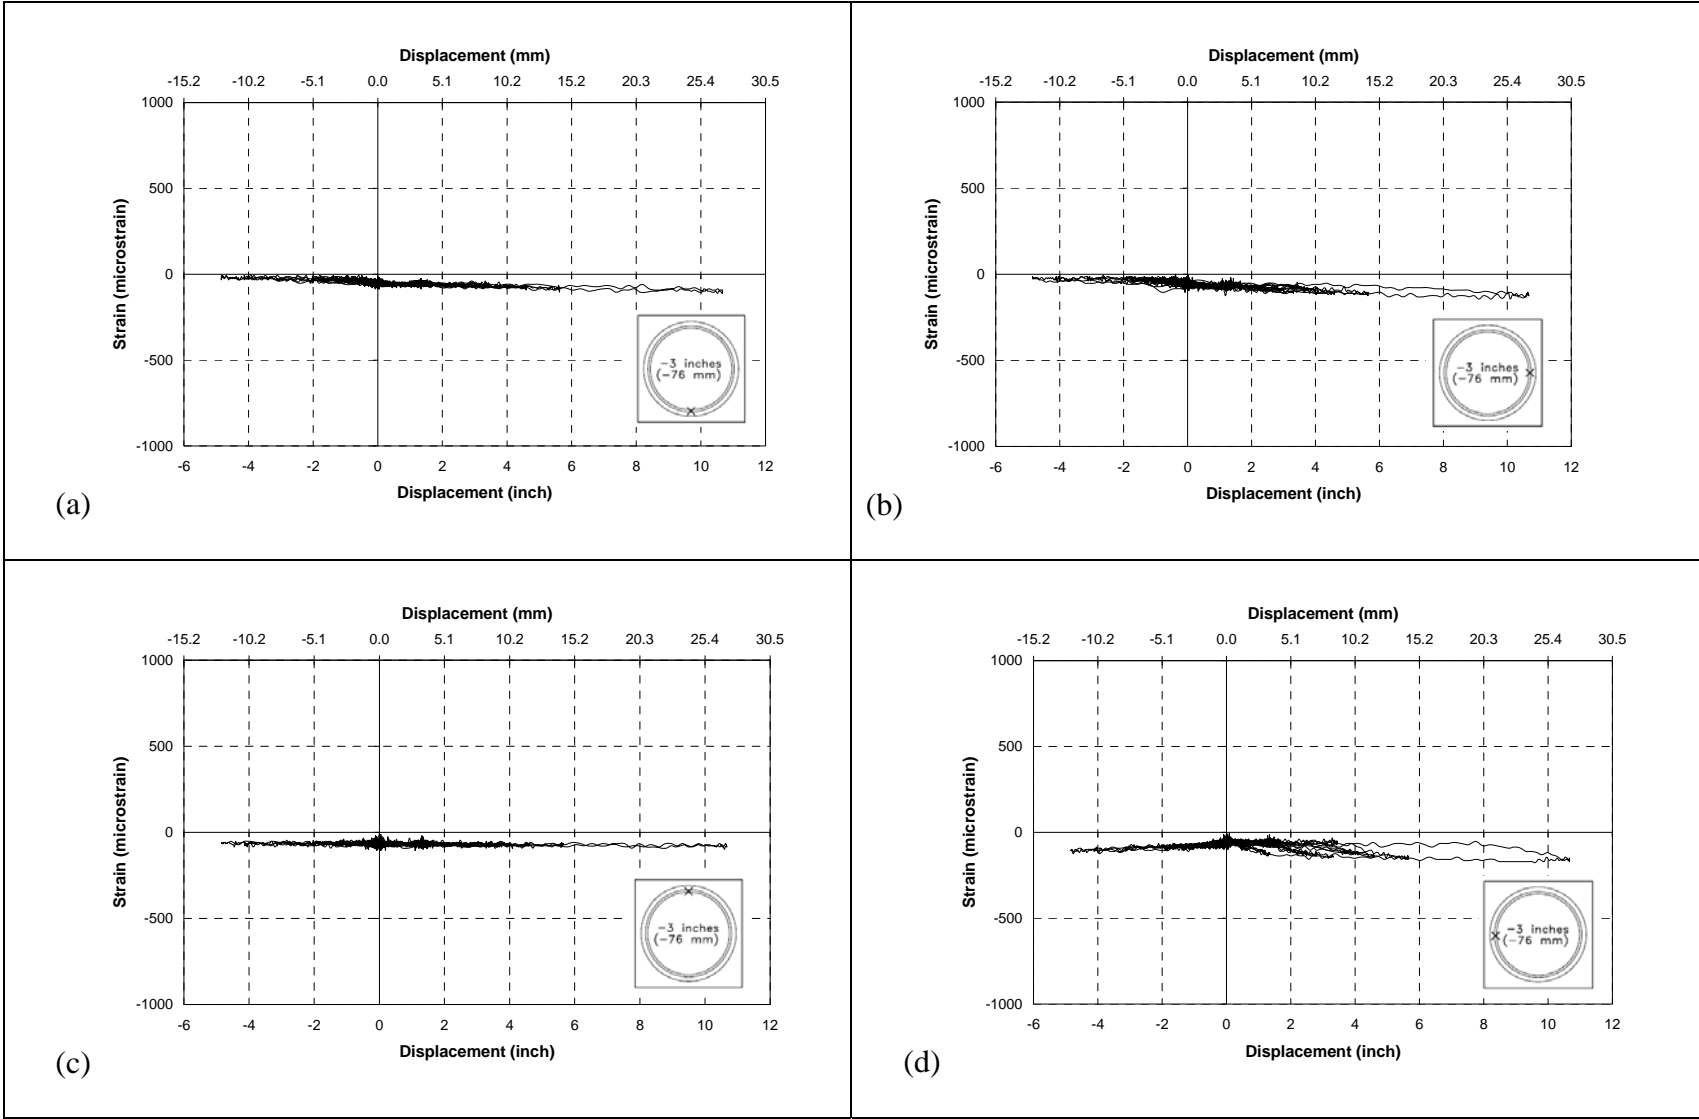 Displacement (mm)
-15.2 -10.2 -5.1 0.0 5.1 10.2 15.2 20.3 25.4 30.5
1000
500
0
-500
-1000
Strain (microstrain)
-3 inches
(-76 mm)
-6 -4 -2 0 2 4 6 8 10 12
Displacement (inch)
(a)
Displacement (mm)
-15.2 -10.2 -5.1 0.0 5.1 10.2 15.2 20.3 25.4 30.5
1000
500
0
-500
-1000
Strain (microstrain)
-3 inches
(-76 mm)
-6 -4 -2 0 2 4 6 8 10 12
Displacement (inch)
(b)
Displacement (mm)
-15.2 -10.2 -5.1 0.0 5.1 10.2 15.2 20.3 25.4 30.5
1000
500
0
-500
-1000
Strain (microstrain)
-3 inches
(-76 mm)
-6 -4 -2 0 2 4 6 8 10 12
Displacement (inch)
(c)
Displacement (mm)
-15.2 -10.2 -5.1 0.0 5.1 10.2 15.2 20.3 25.4 30.5
1000
500
0
-500
-1000
Strain (microstrain)
-3 inches
(-76 mm)
-6 -4 -2 0 2 4 6 8 10 12
Displacement (inch)
(d)